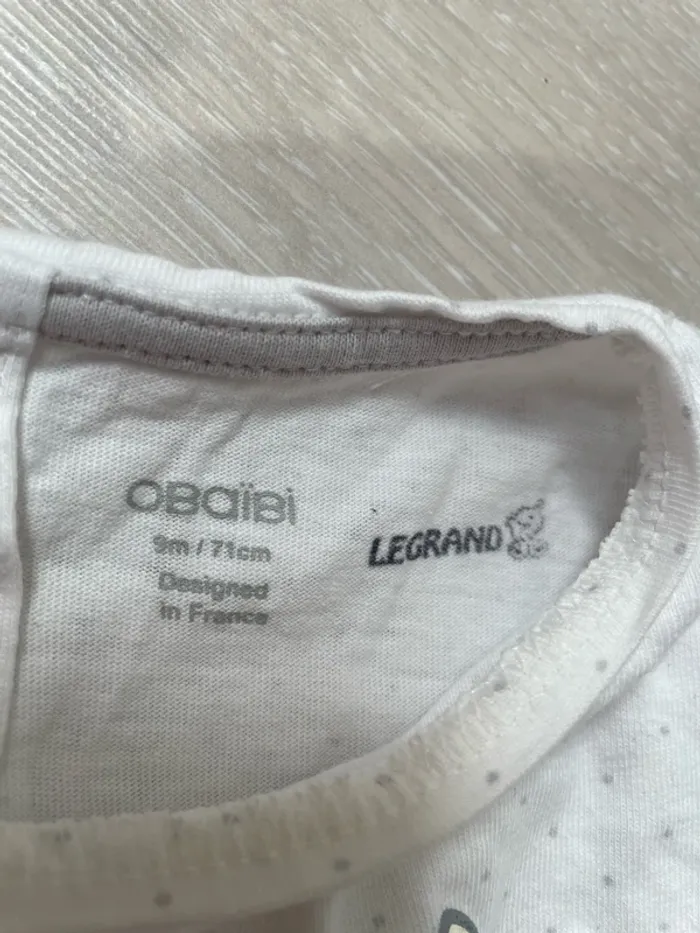 OBaïBi
9m / 71cm
Designed
in France
LEGRAND